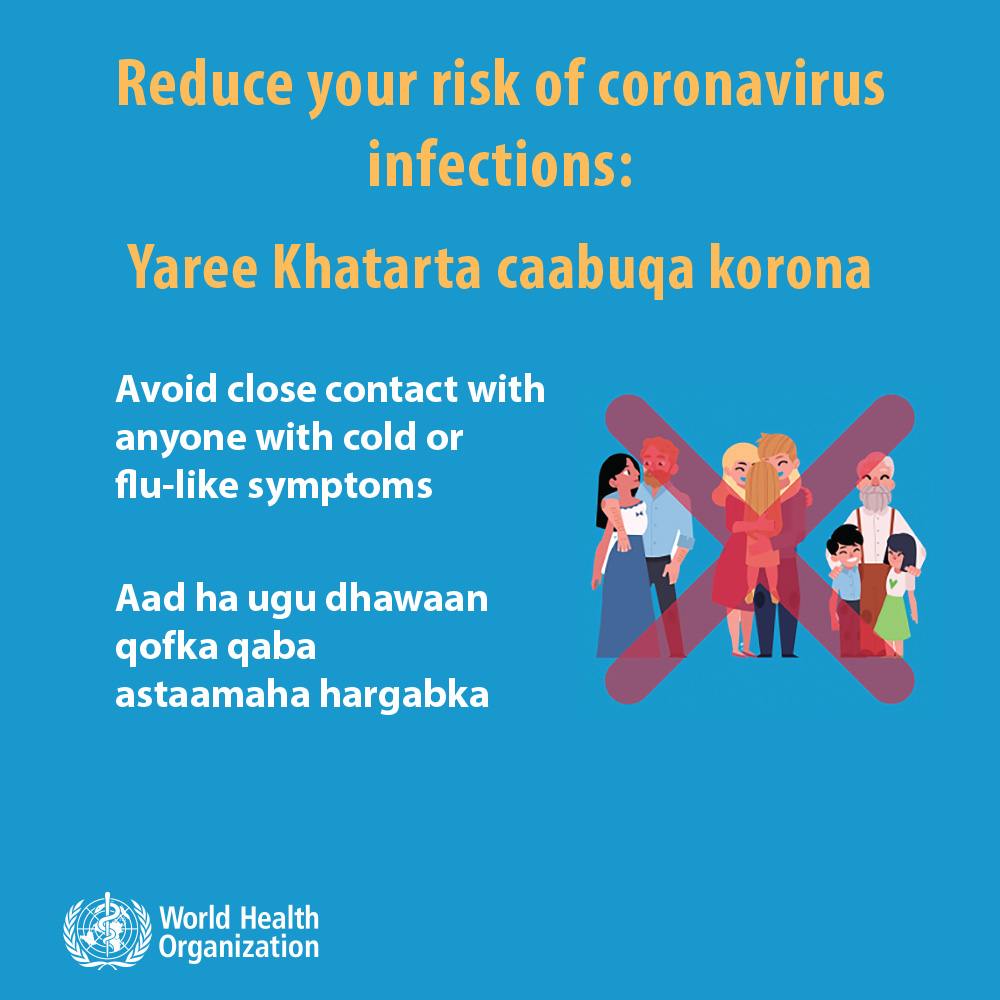 Reduce your risk of coronavirus
infections:
Yaree Khatarta caabuqa korona
Avoid close contact with
anyone with cold or
flu-like symptoms
Aad ha ugu dhawaan
qofka qaba
astaamaha hargabka
World Health
Organization